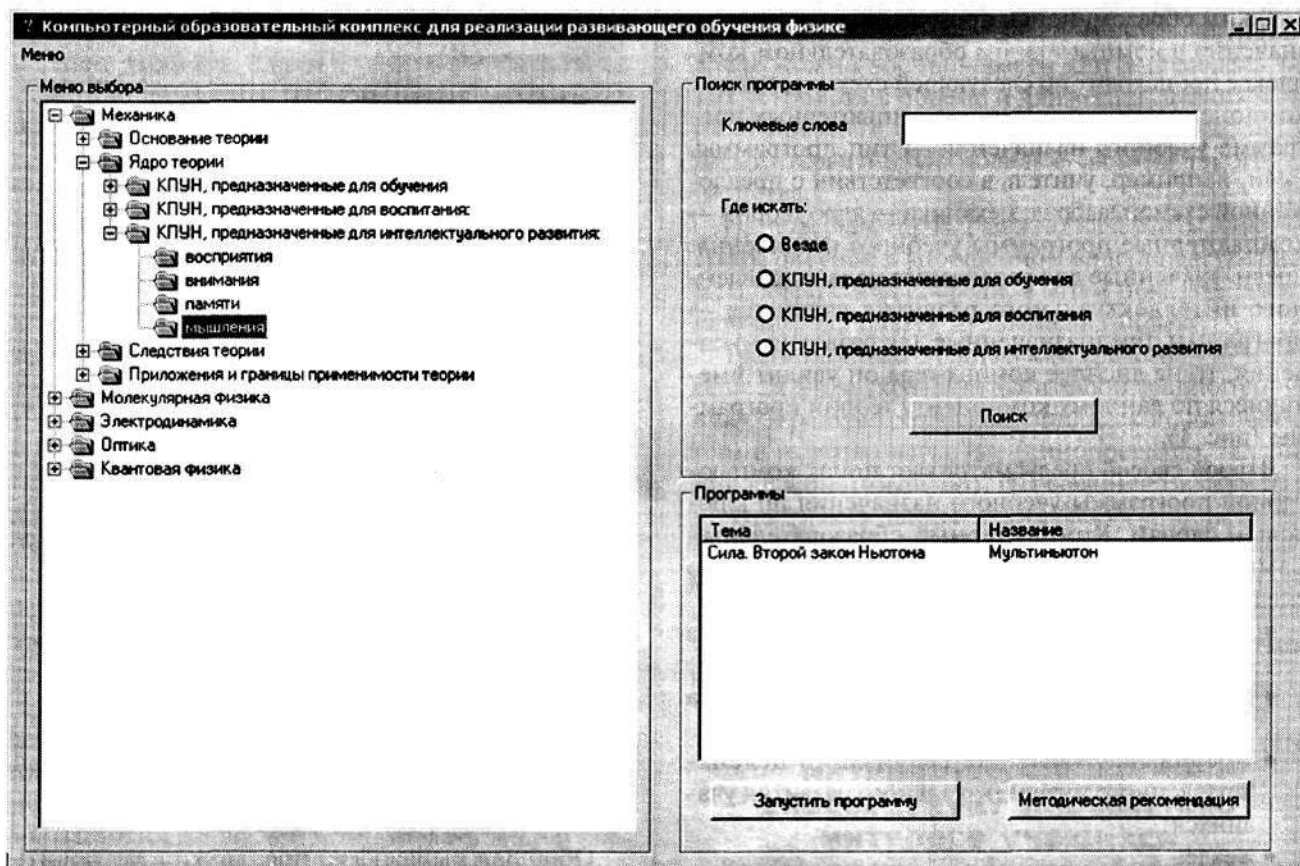 ? Компьютерный образовательный комплекс для реализации развивающего обучения физике
Меню
Меню выбора
Механика
Основание теории
Ядро теории
КПУН, предназначенные для обучения
КПУН, предназначенные для воспитания:
КПУН, предназначенные для интеллектуального развития:
восприятия
внимания
памяти
мышления
Следствия теории
Приложения и границы применимости теории
Молекулярная физика
Электродинамика
Оптика
Квантовая физика
Поиск программы
Ключевые слова
Где искать:
Везде
КПУН, предназначенные для обучения
КПУН, предназначенные для воспитания
КПУН, предназначенные для интеллектуального развития
Поиск
Программы
Тема Название
Сила. Второй закон Ньютона Мультиньютон
Запустить программу Методическая рекомендация